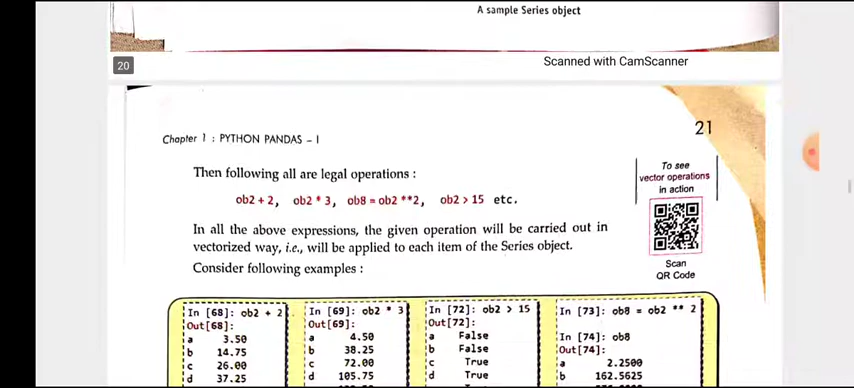 A sample Series object
20
Scanned with CamScanner
21
Chapter 1 : PYTHON PANDAS – I
Then following all are legal operations :
ob2 + 2, ob2 * 3, ob8 = ob2 **2, ob2 > 15 etc.
To see
vector operations
in action
In all the above expressions, the given operation will be carried out in
vectorized way, i.e., will be applied to each item of the Series object.
Consider following examples :
Scan
QR Code
In [68]: ob2 + 2
Out[68]:
a 3.50
b 14.75
c 26.00
d 37.25
In [69]: ob2 * 3
Out[69]:
a 4.50
b 38.25
c 72.00
d 105.75
In [72]: ob2 > 15
Out[72]:
a False
b False
c True
d True
In [73]: ob8 = ob2 ** 2
In [74]: ob8
Out[74]:
a 2.2500
b 162.5625